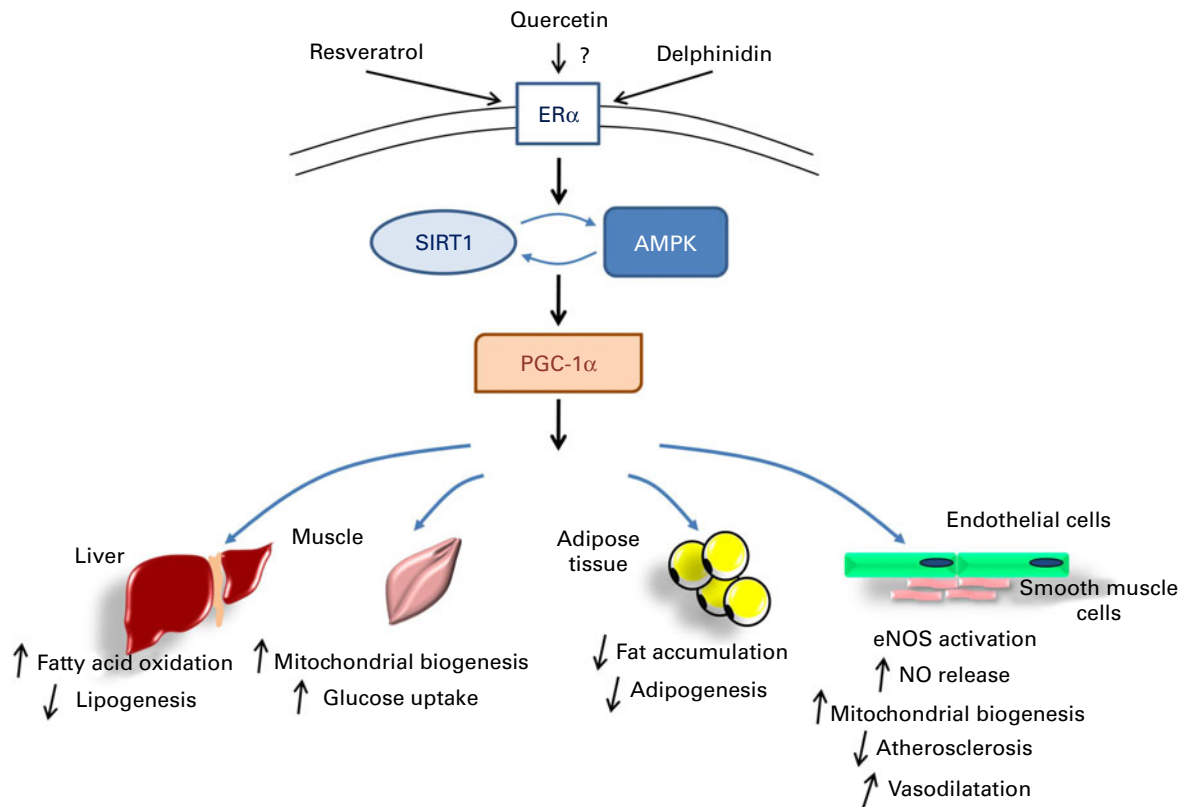 Quercetin
Resveratrol
?
Delphinidin
ERα
SIRT1
AMPK
PGC-1α
Liver
Muscle
Adipose
tissue
Endothelial cells
Smooth muscle
cells
↑ Fatty acid oxidation
↓ Lipogenesis
↑ Mitochondrial biogenesis
↑ Glucose uptake
↓ Fat accumulation
↓ Adipogenesis
eNOS activation
↑ NO release
↑ Mitochondrial biogenesis
↓ Atherosclerosis
↑ Vasodilatation